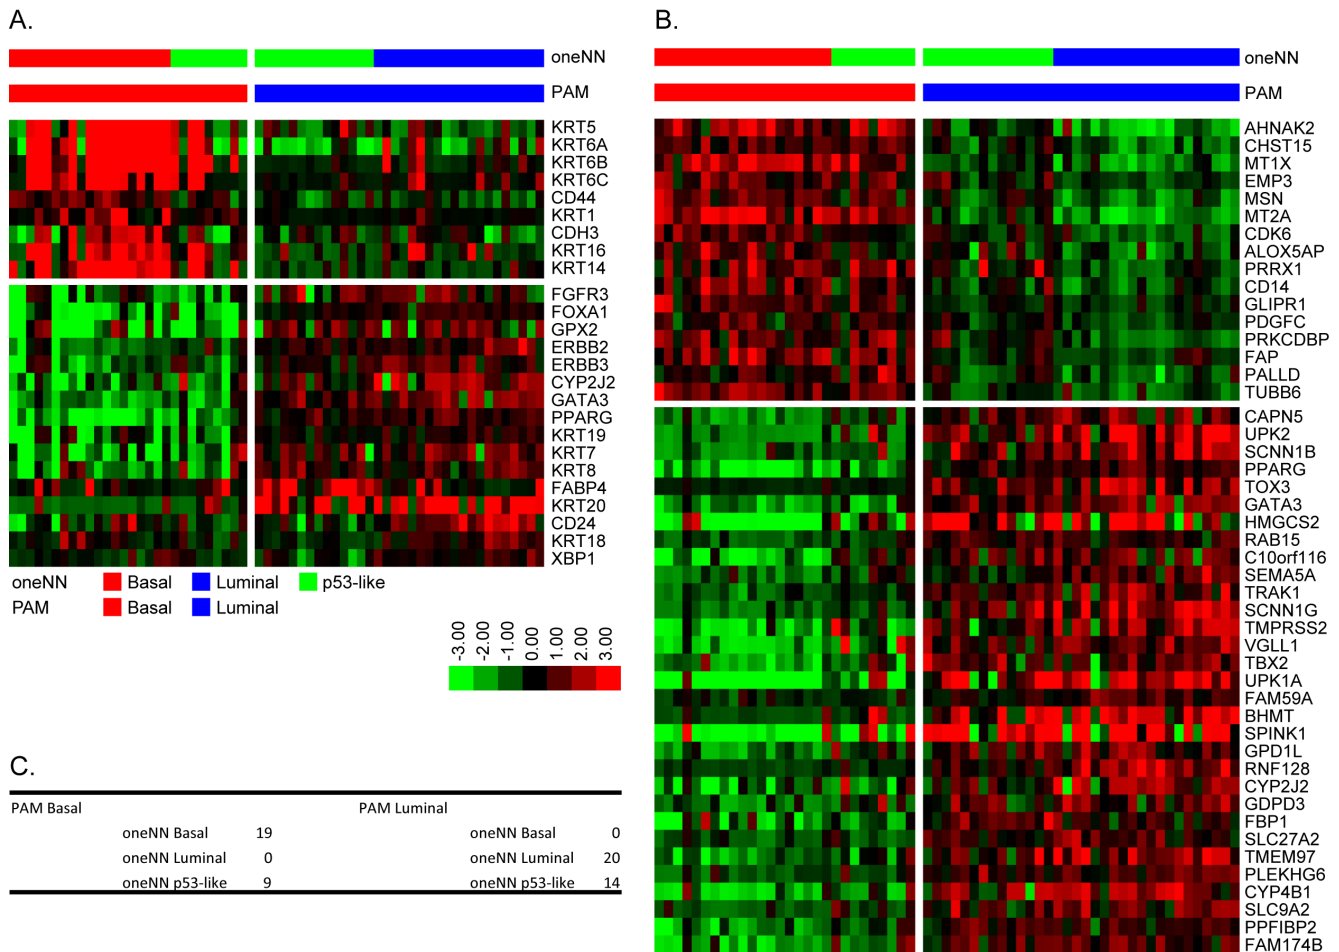 A.
oneNN
PAM
KRT5
KRT6A
KRT6B
KRT6C
CD44
KRT1
CDH3
KRT16
KRT14
FGFR3
FOXA1
GPX2
ERBB2
ERBB3
CYP2J2
GATA3
PPARG
KRT19
KRT7
KRT8
FABP4
KRT20
CD24
KRT18
XBP1
oneNN Basal Luminal p53-like
PAM Basal Luminal
-3.00 -2.00 -1.00 0.00 1.00 2.00 3.00
B.
oneNN
PAM
AHNAK2
CHST15
MT1X
EMP3
MSN
MT2A
CDK6
ALOX5AP
PRRX1
CD14
GLIPR1
PDGFC
PRKCDBP
FAP
PALLD
TUBB6
CAPN5
UPK2
SCNN1B
PPARG
TOX3
GATA3
HMGCS2
RAB15
C10orf116
SEMA5A
TRAK1
SCNN1G
TMPRSS2
VGLL1
TBX2
UPK1A
FAM59A
BHMT
SPINK1
GPD1L
RNF128
CYP2J2
GDPD3
FBP1
SLC27A2
TMEM97
PLEKHG6
CYP4B1
SLC9A2
PPFIBP2
FAM174B
C.
PAM Basal PAM Luminal
oneNN Basal 19 oneNN Basal 0
oneNN Luminal 0 oneNN Luminal 20
oneNN p53-like 9 oneNN p53-like 14